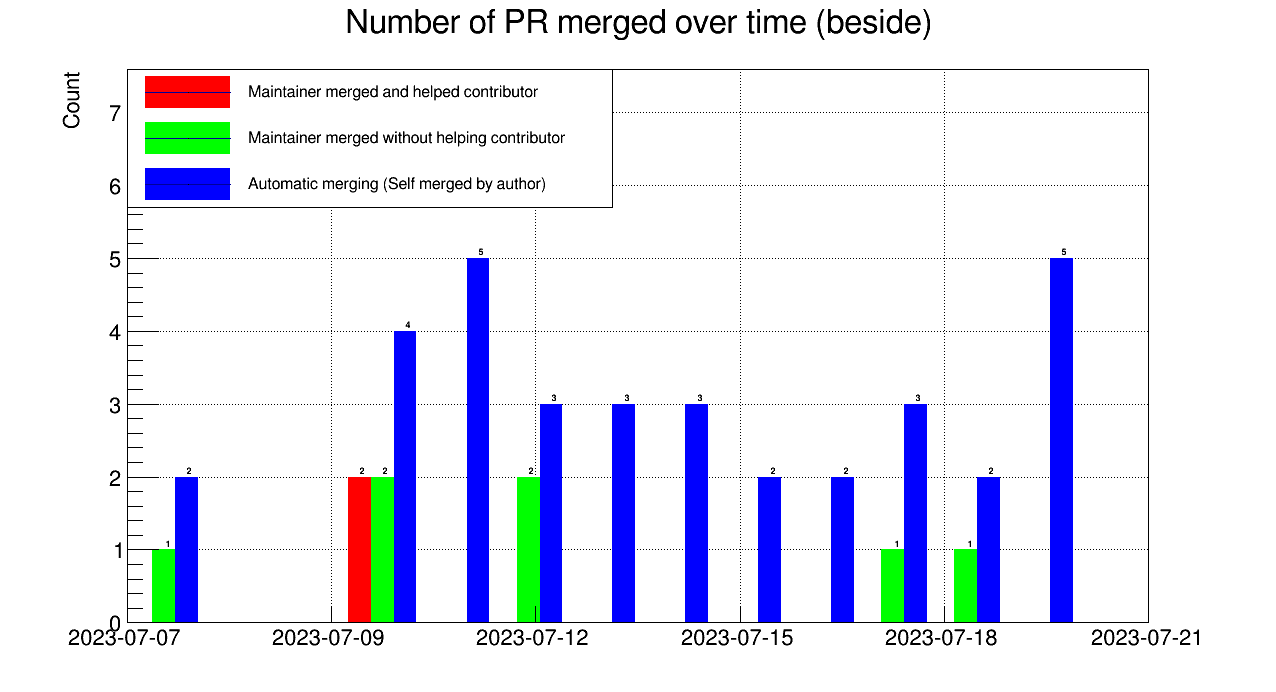 Number of PR merged over time (beside)
Count
Maintainer merged and helped contributor
Maintainer merged without helping contributor
Automatic merging (Self merged by author)
7
6
5
4
3
2
1
0
1 2 2 2 4 5 2 3 3 3 2 2 1 3 1 2 5
2023-07-07 2023-07-09 2023-07-12 2023-07-15 2023-07-18 2023-07-21